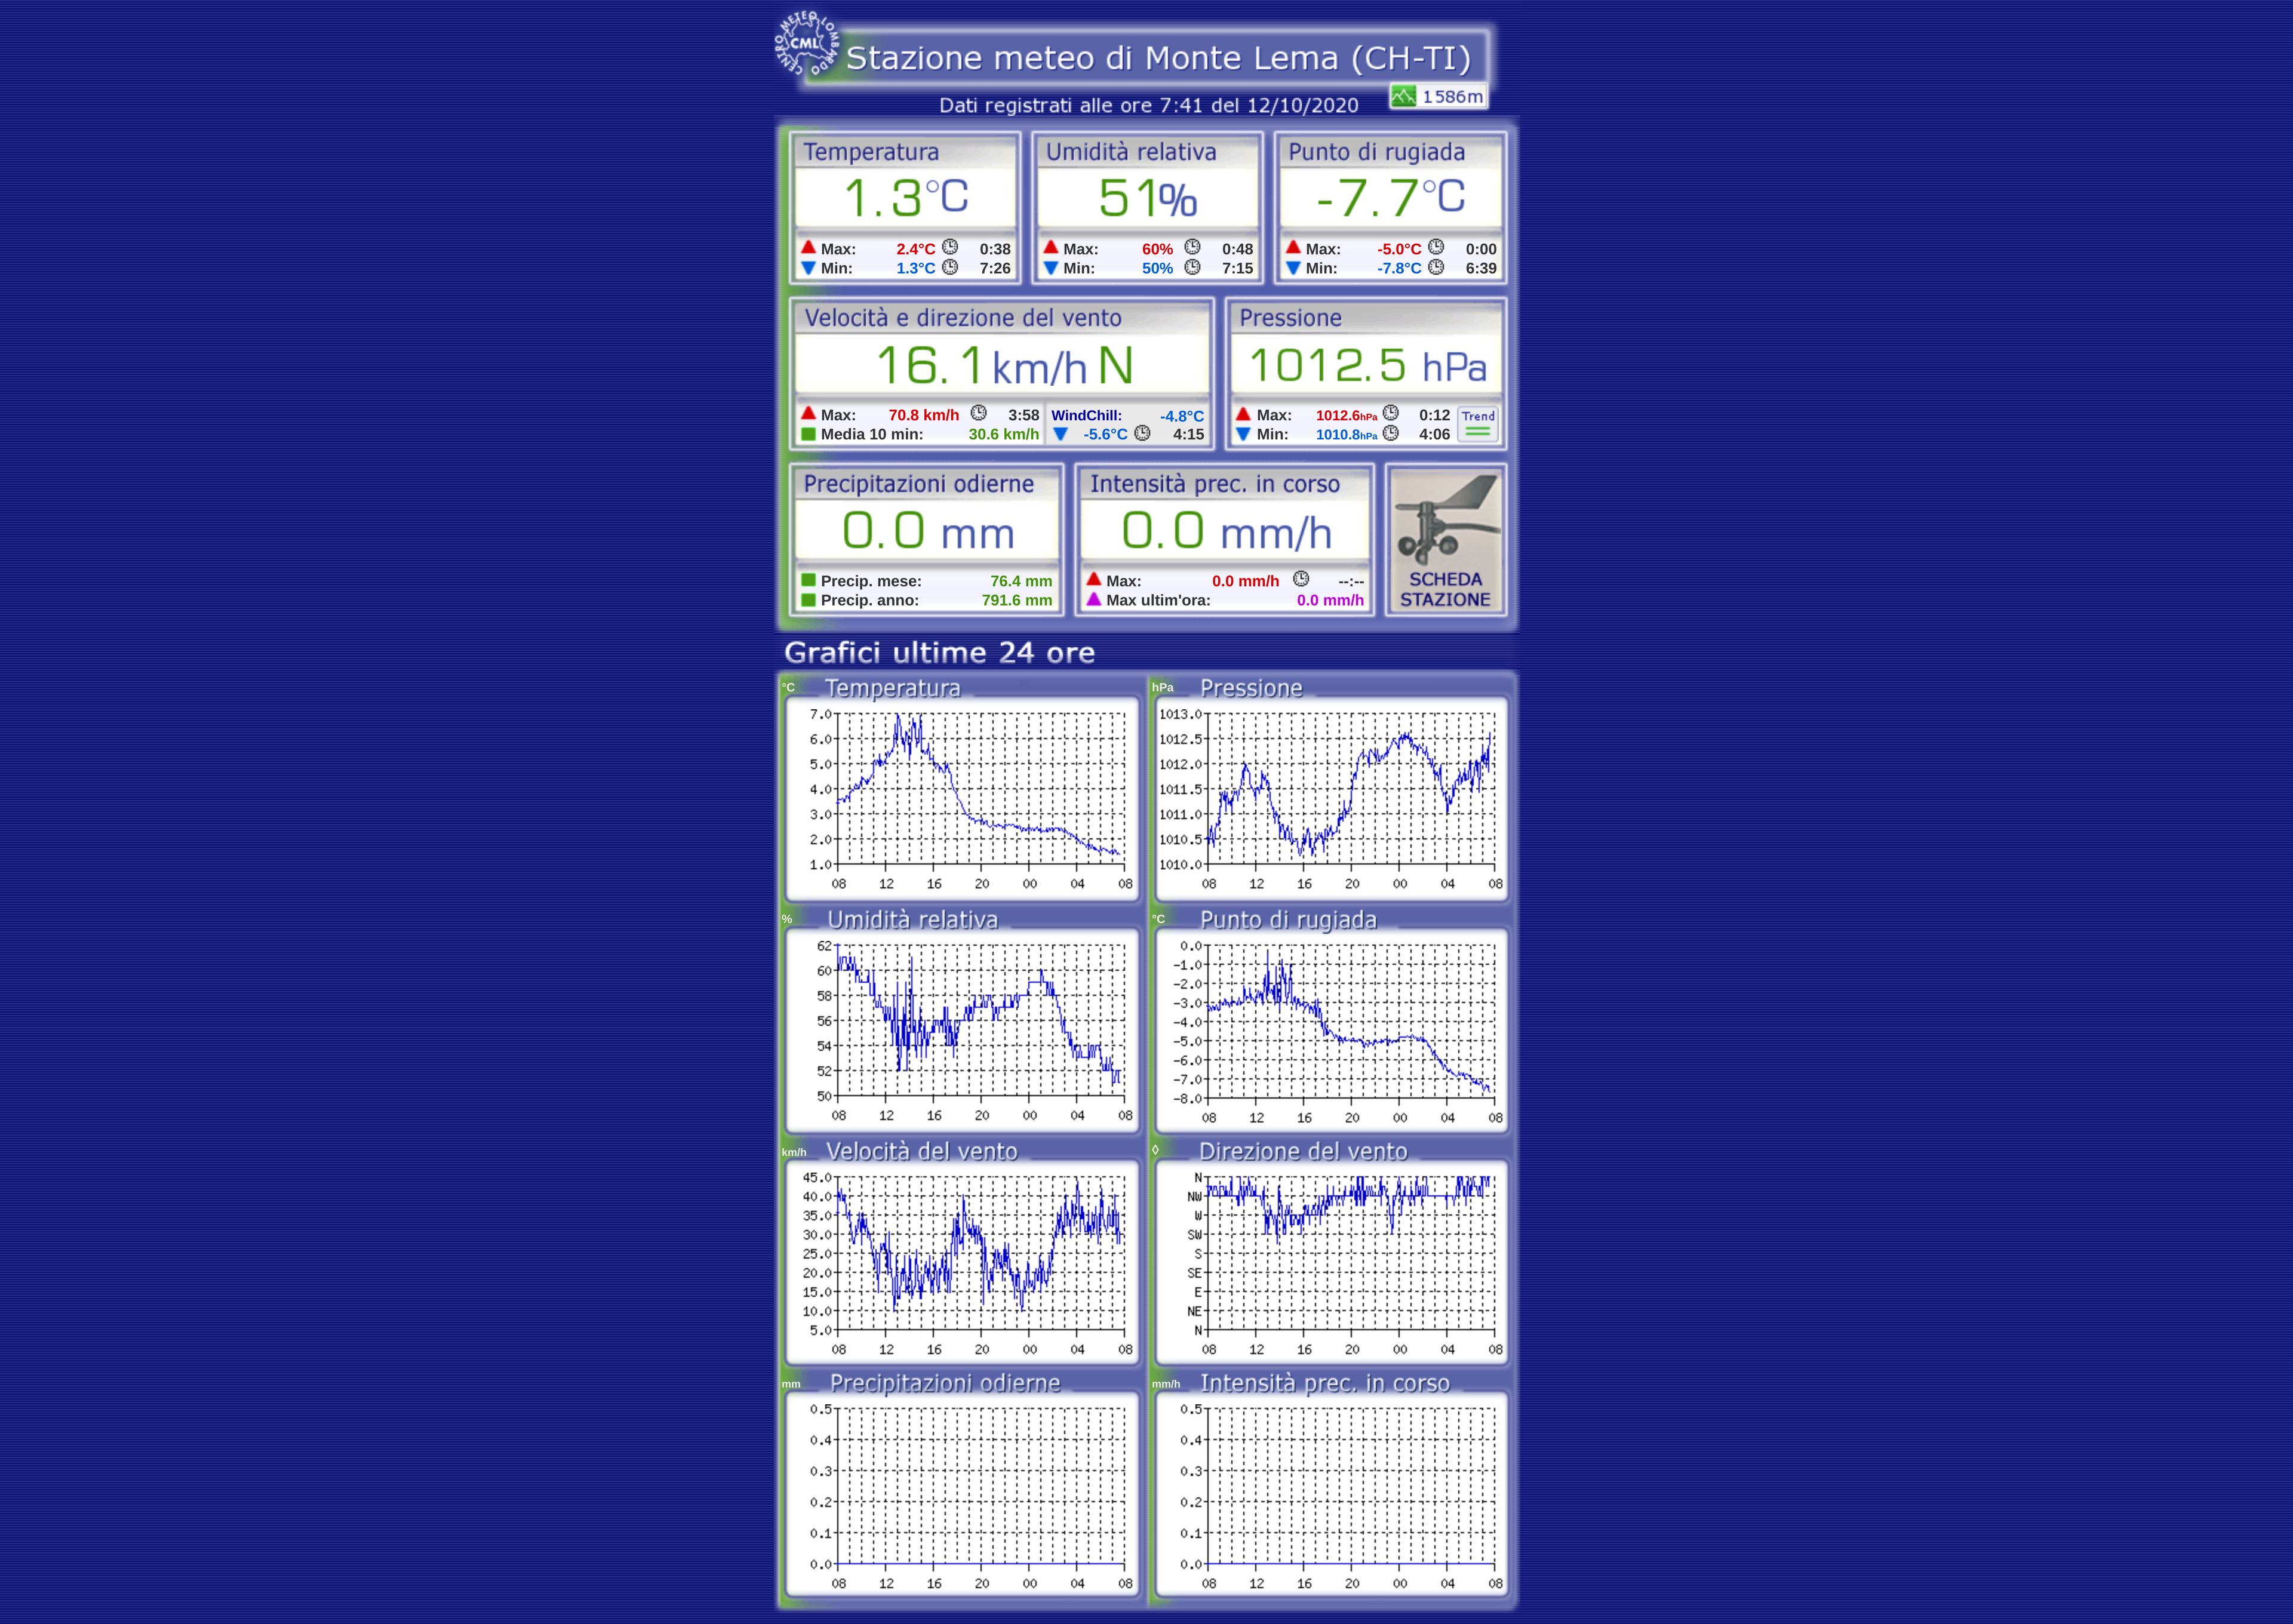 CENTRO METEO LOMBARDO
CML
Stazione meteo di Monte Lema (CH-TI)
Dati registrati alle ore 7:41 del 12/10/2020
1586m
Temperatura
1.3°C
Max: 2.4°C 0:38
Min: 1.3°C 7:26
Umidità relativa
51%
Max: 60% 0:48
Min: 50% 7:15
Punto di rugiada
-7.7°C
Max: -5.0°C 0:00
Min: -7.8°C 6:39
Velocità e direzione del vento
16.1km/h N
Max: 70.8 km/h 3:58
Media 10 min: 30.6 km/h
WindChill: -4.8°C
-5.6°C 4:15
Pressione
1012.5 hPa
Max: 1012.6hPa 0:12
Min: 1010.8hPa 4:06
Trend
Precipitazioni odierne
0.0 mm
Precip. mese: 76.4 mm
Precip. anno: 791.6 mm
Intensità prec. in corso
0.0 mm/h
Max: 0.0 mm/h --:--
Max ultim'ora: 0.0 mm/h
SCHEDA
STAZIONE
Grafici ultime 24 ore
°C Temperatura
7.0
6.0
5.0
4.0
3.0
2.0
1.0
08 12 16 20 00 04 08
hPa Pressione
1013.0
1012.5
1012.0
1011.5
1011.0
1010.5
1010.0
08 12 16 20 00 04 08
% Umidità relativa
62
60
58
56
54
52
50
08 12 16 20 00 04 08
°C Punto di rugiada
0.0
-1.0
-2.0
-3.0
-4.0
-5.0
-6.0
-7.0
-8.0
08 12 16 20 00 04 08
km/h Velocità del vento
45.0
40.0
35.0
30.0
25.0
20.0
15.0
10.0
5.0
08 12 16 20 00 04 08
◊ Direzione del vento
N
NW
W
SW
S
SE
E
NE
N
08 12 16 20 00 04 08
mm Precipitazioni odierne
0.5
0.4
0.3
0.2
0.1
0.0
08 12 16 20 00 04 08
mm/h Intensità prec. in corso
0.5
0.4
0.3
0.2
0.1
0.0
08 12 16 20 00 04 08